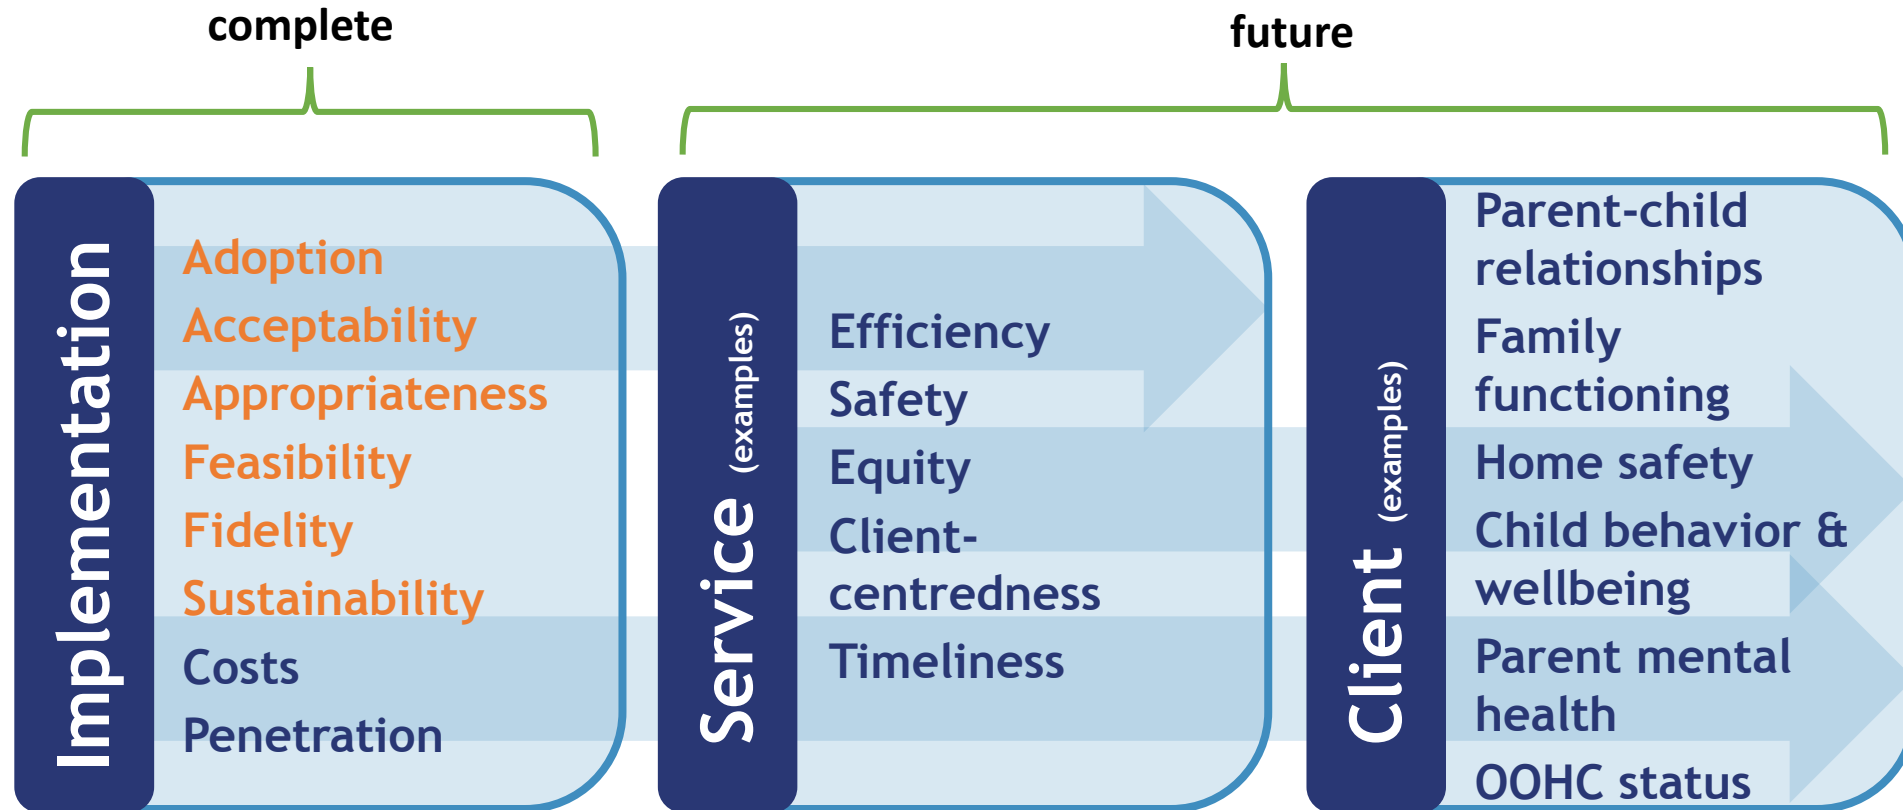 complete
future
Implementation
Adoption
Acceptability
Appropriateness
Feasibility
Fidelity
Sustainability
Costs
Penetration
Service (examples)
Efficiency
Safety
Equity
Client-
centredness
Timeliness
Client (examples)
Parent-child
relationships
Family
functioning
Home safety
Child behavior &
wellbeing
Parent mental
health
OOHC status